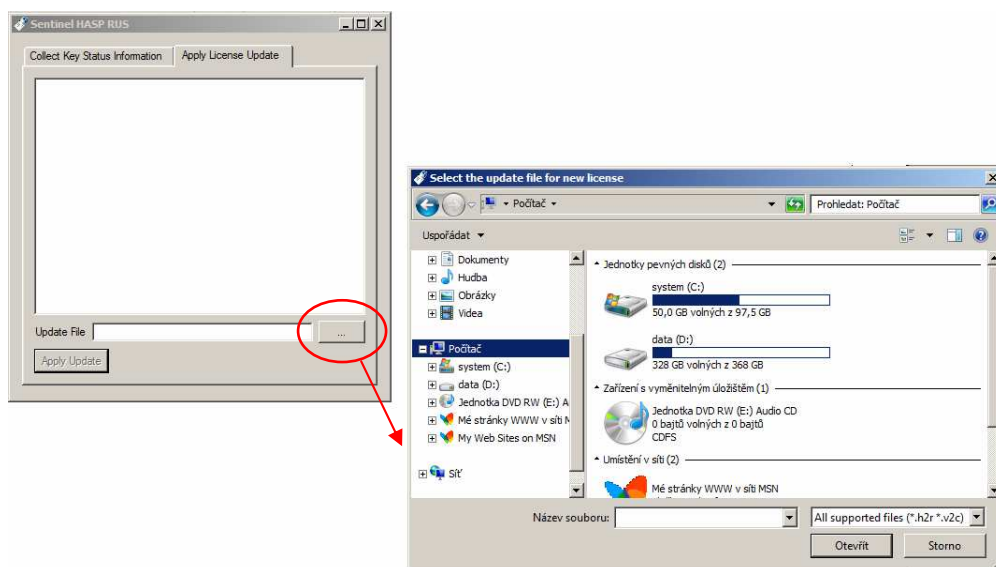 Sentinel HASP RUS
Collect Key Status Information
Apply License Update
Update File
...
Apply Update
Select the update file for new license
Počítač
Prohledat: Počítač
Uspořádat
Dokumenty
Hudba
Obrázky
Videa
Počítač
system (C:)
data (D:)
Jednotka DVD RW (E:) A
Mé stránky WWW v síti
My Web Sites on MSN
Síť
Jednotky pevných disků (2)
system (C:)
50,0 GB volných z 97,5 GB
data (D:)
328 GB volných z 368 GB
Zařízení s vyměnitelným úložištěm (1)
Jednotka DVD RW (E:) Audio CD
0 bajtů volných z 0 bajtů
CDFS
Umístění v síti (2)
Mé stránky WWW v síti MSN
Název souboru:
All supported files (*.h2r *.v2c)
Otevřít
Storno